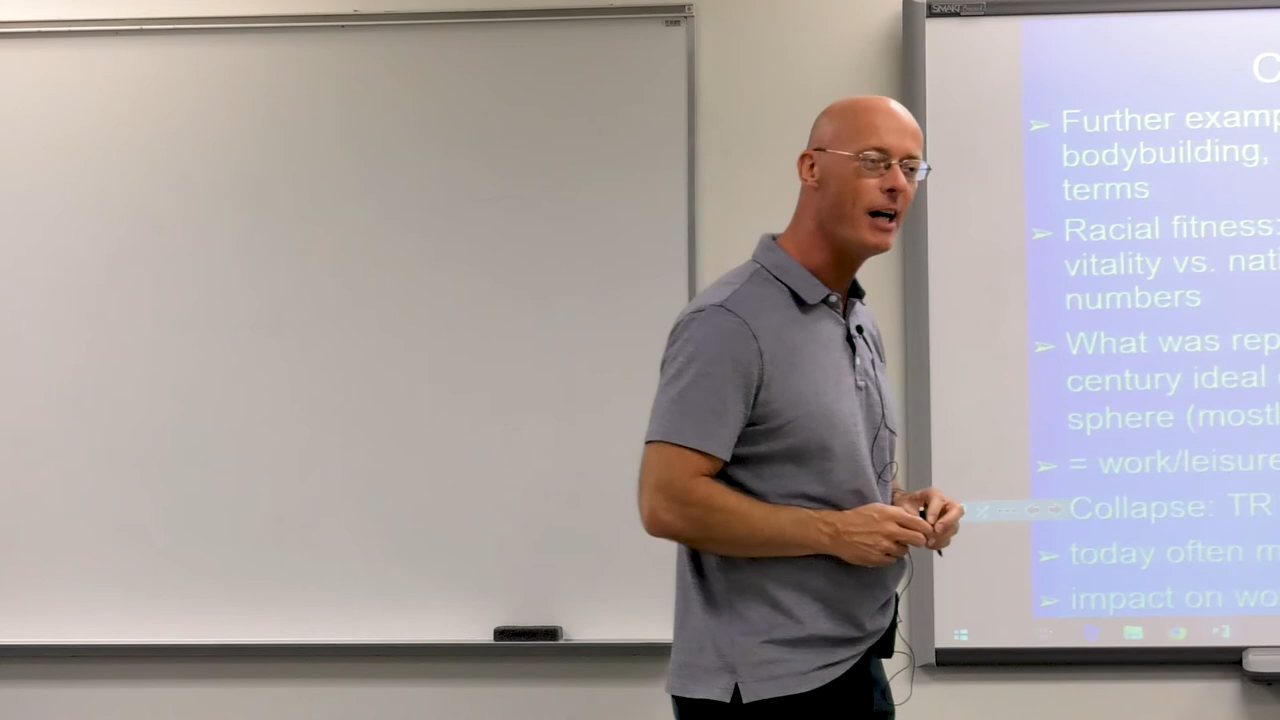 SMART Board
C
Further examp
bodybuilding,
terms
Racial fitness:
vitality vs. nati
numbers
What was rep
century ideal
sphere (mostl
= work/leisure
Collapse: TR
today often m
impact on wo